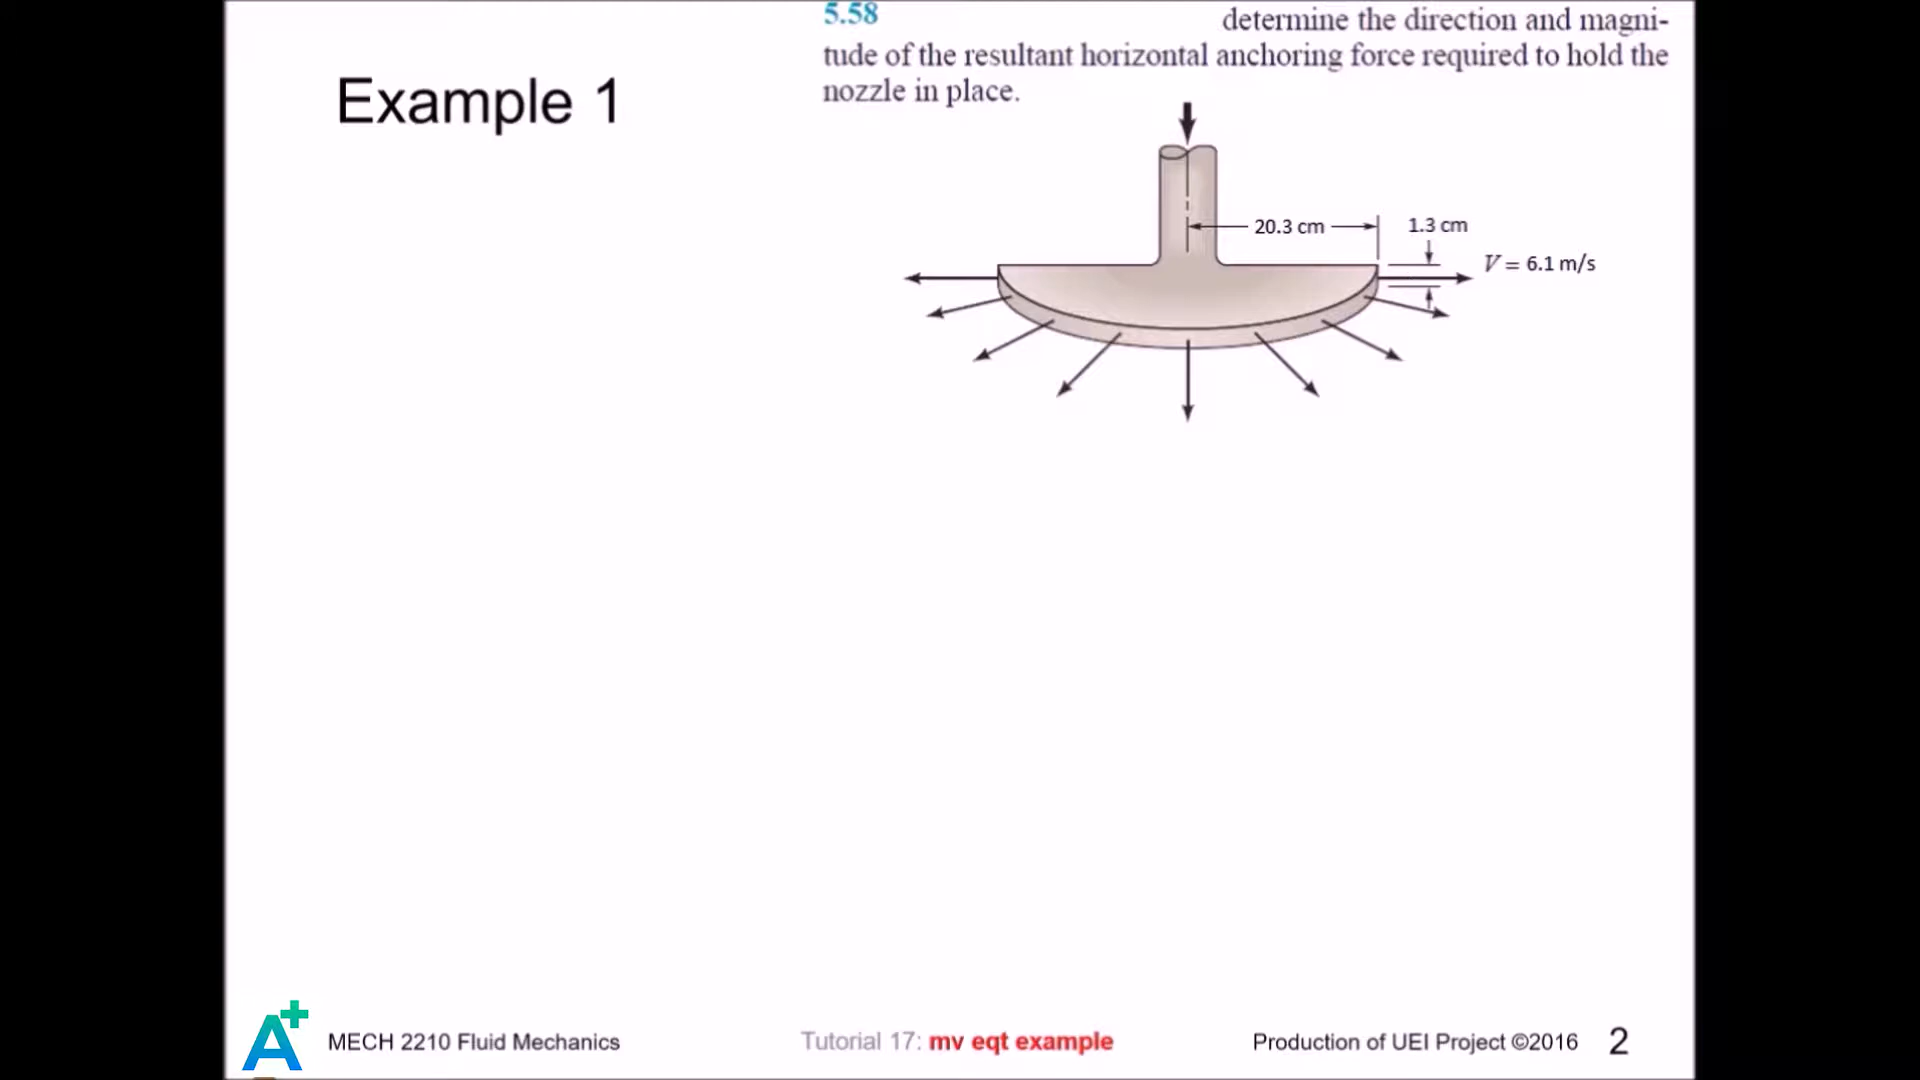 5.58 determine the direction and magni-
tude of the resultant horizontal anchoring force required to hold the
nozzle in place.
Example 1
20.3 cm
1.3 cm
V = 6.1 m/s
A+
MECH 2210 Fluid Mechanics
Tutorial 17: mv eqt example
Production of UEI Project ©2016
2